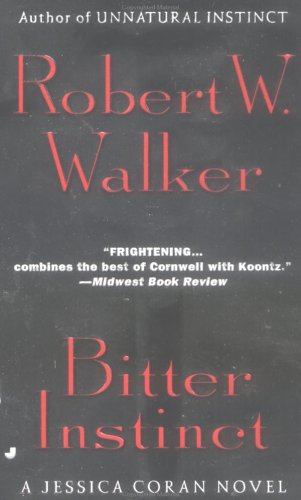 Author of UNNATURAL INSTINCT
Robert W.
Walker
"FRIGHTENING...
combines the best of Cornwell with Koontz."
—Midwest Book Review
Bitter
Instinct
J
A JESSICA CORAN NOVEL